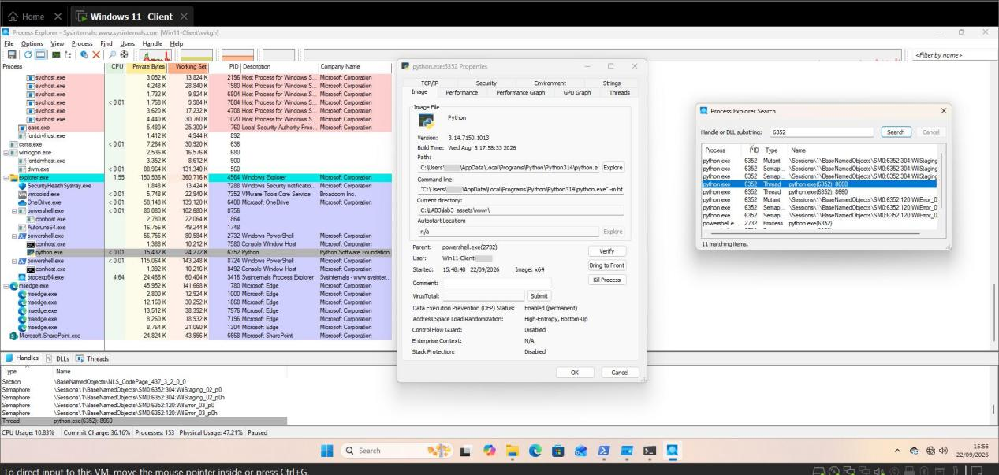 Home
Windows 11 -Client
Process Explorer - Sysinternals: www.sysinternals.com [Win11-Client\vvkgh]
File Options View Process Find Users Handle Help
<Filter by name>
Process CPU Private Bytes Working Set PID Description Company Name
svchost.exe 3,052 K 13,824 K 2196 Host Process for Windows S... Microsoft Corporation
svchost.exe 4,248 K 28,840 K 1980 Host Process for Windows S... Microsoft Corporation
svchost.exe 1,732 K 9,824 K 6804 Host Process for Windows S... Microsoft Corporation
svchost.exe < 0.01 1,768 K 9,984 K 7084 Host Process for Windows S... Microsoft Corporation
svchost.exe 3,620 K 17,232 K 4708 Host Process for Windows S... Microsoft Corporation
svchost.exe 4,440 K 30,760 K 1020 Host Process for Windows S... Microsoft Corporation
lsass.exe 5,480 K 25,300 K 760 Local Security Authority Proc... Microsoft Corporation
fontdrvhost.exe 1,412 K 4,944 K 892
csrss.exe < 0.01 7,264 K 30,920 K 636
winlogon.exe 2,536 K 16,576 K 680
fontdrvhost.exe 3,352 K 8,612 K 900
dwm.exe < 0.01 88,964 K 131,340 K 560
explorer.exe 1.55 150,536 K 360,716 K 4564 Windows Explorer Microsoft Corporation
SecurityHealthSystray.exe 1,848 K 13,424 K 7288 Windows Security notificatio... Microsoft Corporation
vmtoolsd.exe < 0.01 5,748 K 22,940 K 7352 VMware Tools Core Service Broadcom Inc.
OneDrive.exe < 0.01 58,148 K 139,120 K 6400 Microsoft OneDrive Microsoft Corporation
powershell.exe < 0.01 80,080 K 102,680 K 8756
conhost.exe 2,780 K 22,064 K 864
Autoruns64.exe 16,756 K 49,244 K 1748
powershell.exe 56,756 K 80,584 K 2732 Windows PowerShell Microsoft Corporation
conhost.exe 1,388 K 10,212 K 7580 Console Window Host Microsoft Corporation
python.exe < 0.01 15,432 K 24,272 K 6352 Python Python Software Foundation
powershell.exe < 0.01 115,064 K 143,248 K 8724 Windows PowerShell Microsoft Corporation
conhost.exe 1,392 K 10,216 K 8492 Console Window Host Microsoft Corporation
procexp64.exe 4.64 24,468 K 60,404 K 3416 Sysinternals Process Explorer Sysinternals - www.sysinter...
msedge.exe 45,952 K 141,668 K 780 Microsoft Edge Microsoft Corporation
msedge.exe 2,800 K 12,924 K 1000 Microsoft Edge Microsoft Corporation
msedge.exe 12,160 K 30,252 K 1868 Microsoft Edge Microsoft Corporation
msedge.exe 13,512 K 38,392 K 7976 Microsoft Edge Microsoft Corporation
msedge.exe 8,260 K 18,932 K 7196 Microsoft Edge Microsoft Corporation
msedge.exe 8,764 K 21,060 K 1304 Microsoft Edge Microsoft Corporation
Microsoft.SharePoint.exe 24,824 K 43,956 K 6668 Microsoft SharePoint Microsoft Corporation
python.exe:6352 Properties
TCP/IP Security Environment Strings
Image Performance Performance Graph GPU Graph Threads
Image File
Python
Version: 3.14.7150.1013
Build Time: Wed Aug 5 17:58:33 2026
Path:
C:\Users\ \AppData\Local\Programs\Python\Python314\python.e Explore
Command line:
"C:\Users\ \AppData\Local\Programs\Python\Python314\python.exe" -m ht
Current directory:
C:\LAB3\lab3_assets\www\
Autostart Location:
n/a Explore
Parent: powershell.exe(2732) Verify
User: Win11-Client\
Bring to Front
Started: 15:48:48 22/09/2026 Image: x64
Comment: Kill Process
VirusTotal: Submit
Data Execution Prevention (DEP) Status: Enabled (permanent)
Address Space Load Randomization: High-Entropy, Bottom-Up
Control Flow Guard: Disabled
Enterprise Context: N/A
Stack Protection: Disabled
OK Cancel
Process Explorer Search
Handle or DLL substring: 6352 Search Cancel
Process PID Type Name
python.exe 6352 Mutant \Sessions\1\BaseNamedObjects\SM0:6352:304:WilStaging
python.exe 6352 Semap... \Sessions\1\BaseNamedObjects\SM0:6352:304:WilStaging
python.exe 6352 Thread python.exe(6352): 8660
python.exe 6352 Thread python.exe(6352): 8660
python.exe 6352 Mutant \Sessions\1\BaseNamedObjects\SM0:6352:120:WilError_0
python.exe 6352 Semap... \Sessions\1\BaseNamedObjects\SM0:6352:120:WilError_0
python.exe 6352 Semap... \Sessions\1\BaseNamedObjects\SM0:6352:120:WilError_0
powershell.e... 2732 Process python.exe(6352)
11 matching items.
Handles DLLs Threads
Type Name
Section \BaseNamedObjects\NLS_CodePage_437_3_2_0_0
Semaphore \Sessions\1\BaseNamedObjects\SM0:6352:304:WilStaging_02_p0
Semaphore \Sessions\1\BaseNamedObjects\SM0:6352:304:WilStaging_02_p0h
Semaphore \Sessions\1\BaseNamedObjects\SM0:6352:120:WilError_03_p0
Semaphore \Sessions\1\BaseNamedObjects\SM0:6352:120:WilError_03_p0h
Thread python.exe(6352): 8660
CPU Usage: 10.83% Commit Charge: 36.16% Processes: 153 Physical Usage: 47.21% Paused
Search
15:56
22/09/2026
To direct input to this VM, move the mouse pointer inside or press Ctrl+G.